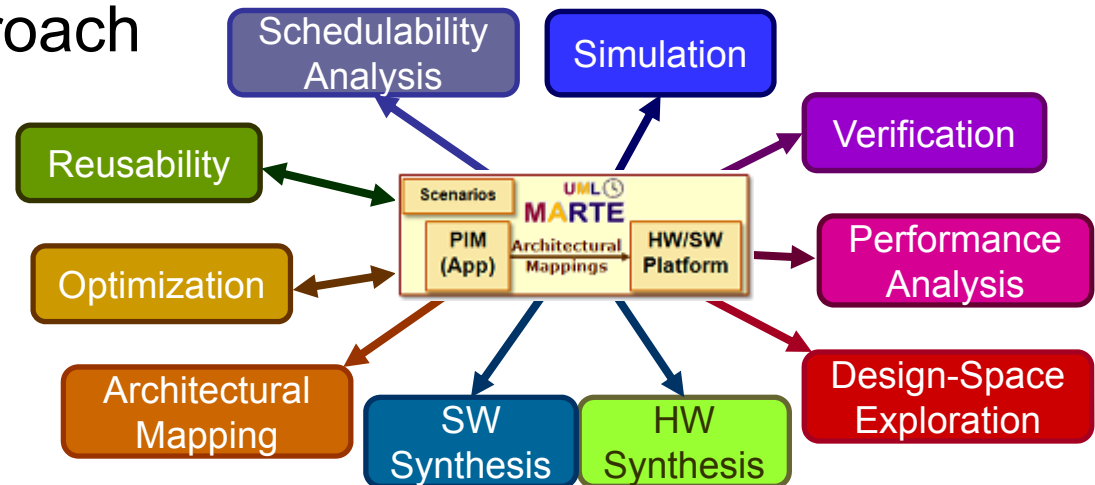 roach
Schedulability
Analysis
Simulation
Verification
Reusability
Scenarios
UML
MARTE
PIM
(App)
Architectural
Mappings
HW/SW
Platform
Performance
Analysis
Optimization
Architectural
Mapping
SW
Synthesis
HW
Synthesis
Design-Space
Exploration